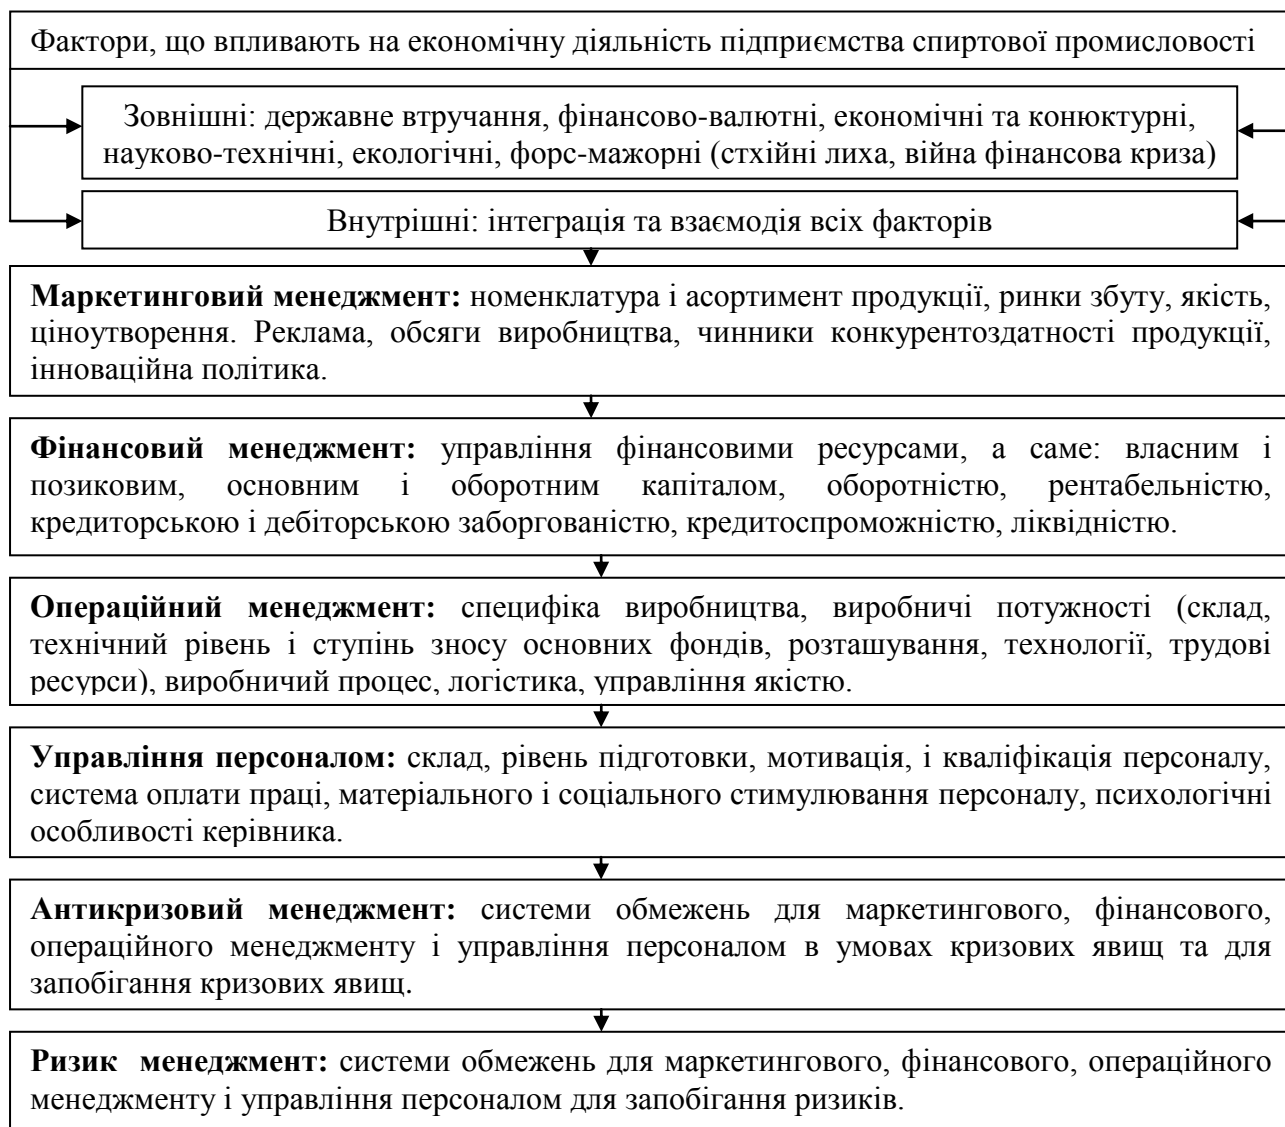 Фактори, що впливають на економічну діяльність підприємства спиртової промисловості
Зовнішні: державне втручання, фінансово-валютні, економічні та конюктурні,
науково-технічні, екологічні, форс-мажорні (стхійні лиха, війна фінансова криза)
Внутрішні: інтеграція та взаємодія всіх факторів
Маркетинговий менеджмент: номенклатура і асортимент продукції, ринки збуту, якість,
ціноутворення. Реклама, обсяги виробництва, чинники конкурентоздатності продукції,
інноваційна політика.
Фінансовий менеджмент: управління фінансовими ресурсами, а саме: власним і
позиковим, основним і оборотним капіталом, оборотністю, рентабельністю,
кредиторською і дебіторською заборгованістю, кредитоспроможністю, ліквідністю.
Операційний менеджмент: специфіка виробництва, виробничі потужності (склад,
технічний рівень і ступінь зносу основних фондів, розташування, технології, трудові
ресурси), виробничий процес, логістика, управління якістю.
Управління персоналом: склад, рівень підготовки, мотивація, і кваліфікація персоналу,
система оплати праці, матеріального і соціального стимулювання персоналу, психологічні
особливості керівника.
Антикризовий менеджмент: системи обмежень для маркетингового, фінансового,
операційного менеджменту і управління персоналом в умовах кризових явищ та для
запобігання кризових явищ.
Ризик менеджмент: системи обмежень для маркетингового, фінансового, операційного
менеджменту і управління персоналом для запобігання ризиків.